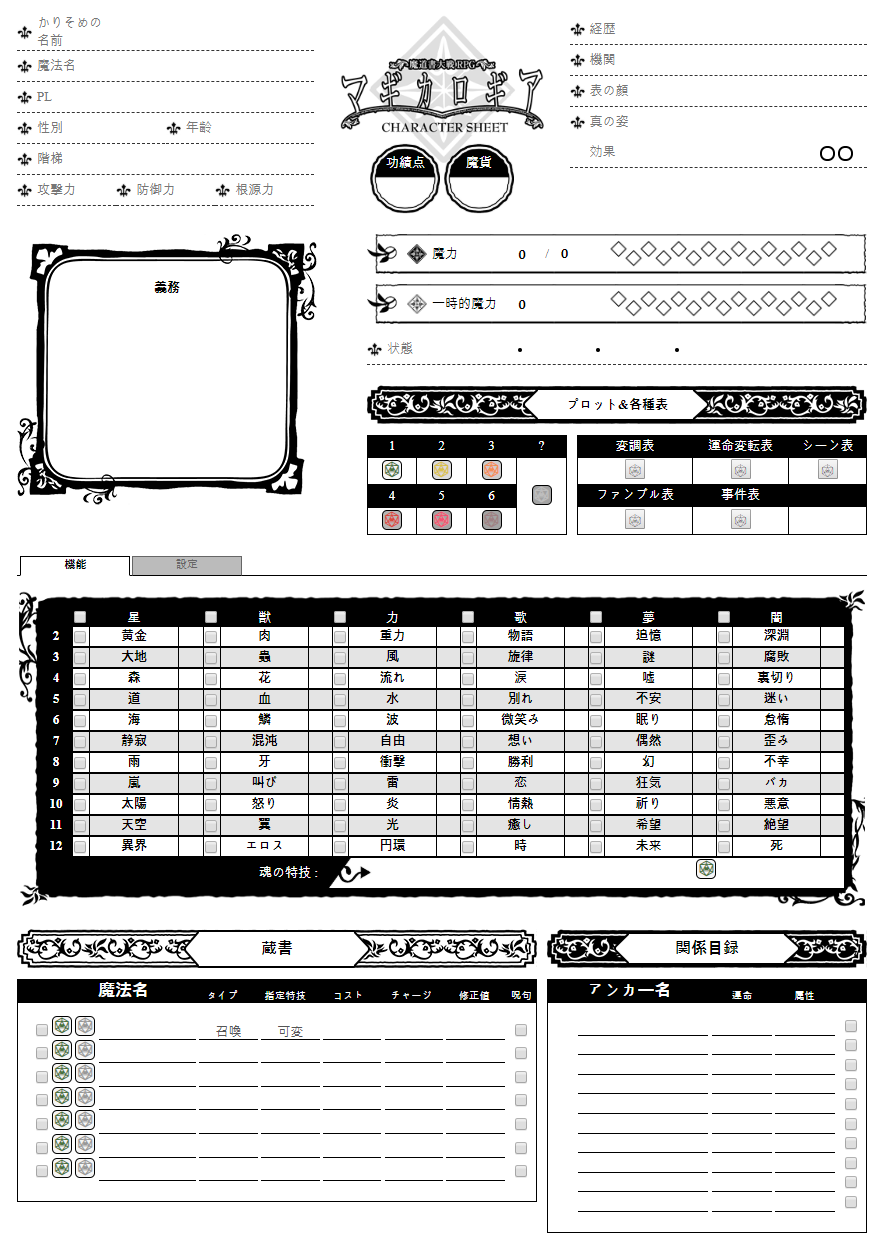 かりそめの
名前
魔法名
PL
性別 年齢
階梯
攻撃力 防御力 根源力
魔道書大戦RPG
マギカロギア
CHARACTER SHEET
功績点 魔貨
経歴
機関
表の顔
真の姿
効果
義務
魔力 0 / 0
一時的魔力 0
状態 • • •
プロット&各種表
1 2 3 ?
4 5 6
変調表 運命変転表 シーン表
ファンブル表 事件表
機能 設定
星 獣 力 歌 夢 闇
2 黄金 肉 重力 物語 追憶 深淵
3 大地 蟲 風 旋律 謎 腐敗
4 森 花 流れ 涙 嘘 裏切り
5 道 血 水 別れ 不安 迷い
6 海 鱗 波 微笑み 眠り 怠惰
7 静寂 混沌 自由 想い 偶然 歪み
8 雨 牙 衝撃 勝利 幻 不幸
9 嵐 叫び 雷 恋 狂気 バカ
10 太陽 怒り 炎 情熱 祈り 悪意
11 天空 翼 光 癒し 希望 絶望
12 異界 エロス 円環 時 未来 死
魂の特技：
蔵書
魔法名 タイプ 指定特技 コスト チャージ 修正値 呪句
召喚 可変
関係目録
アンカー名 運命 属性